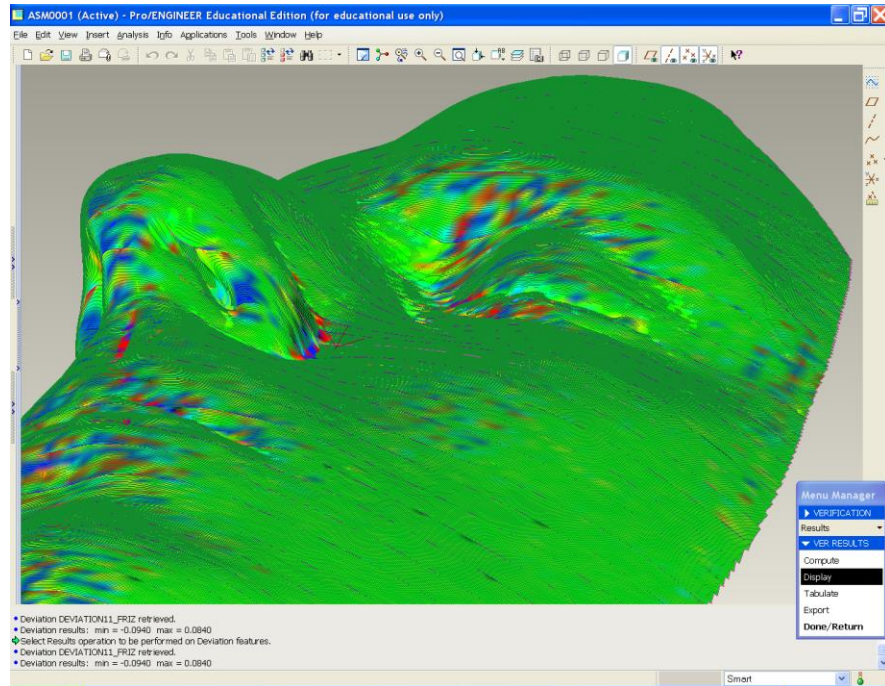 ASM0001 (Active) - Pro/ENGINEER Educational Edition (for educational use only)
File Edit View Insert Analysis Info Applications Tools Window Help
Menu Manager
VERIFICATION
Results
VER RESULTS
Compute
Display
Tabulate
Export
Done/Return
Deviation DEVIATION11_FRIZ retrieved.
Deviation results: min = -0.0940 max = 0.0840
Select Results operation to be performed on Deviation features.
Deviation DEVIATION11_FRIZ retrieved.
Deviation results: min = -0.0940 max = 0.0840
Smart